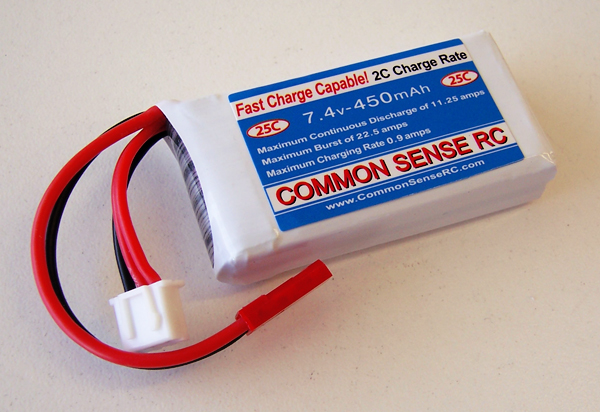 Fast Charge Capable! 2C Charge Rate
25C 7.4v-450mAh 25C
Maximum Continuous Discharge of 11.25 amps
Maximum Burst of 22.5 amps
Maximum Charging Rate 0.9 amps
COMMON SENSE RC
www.CommonSenseRC.com